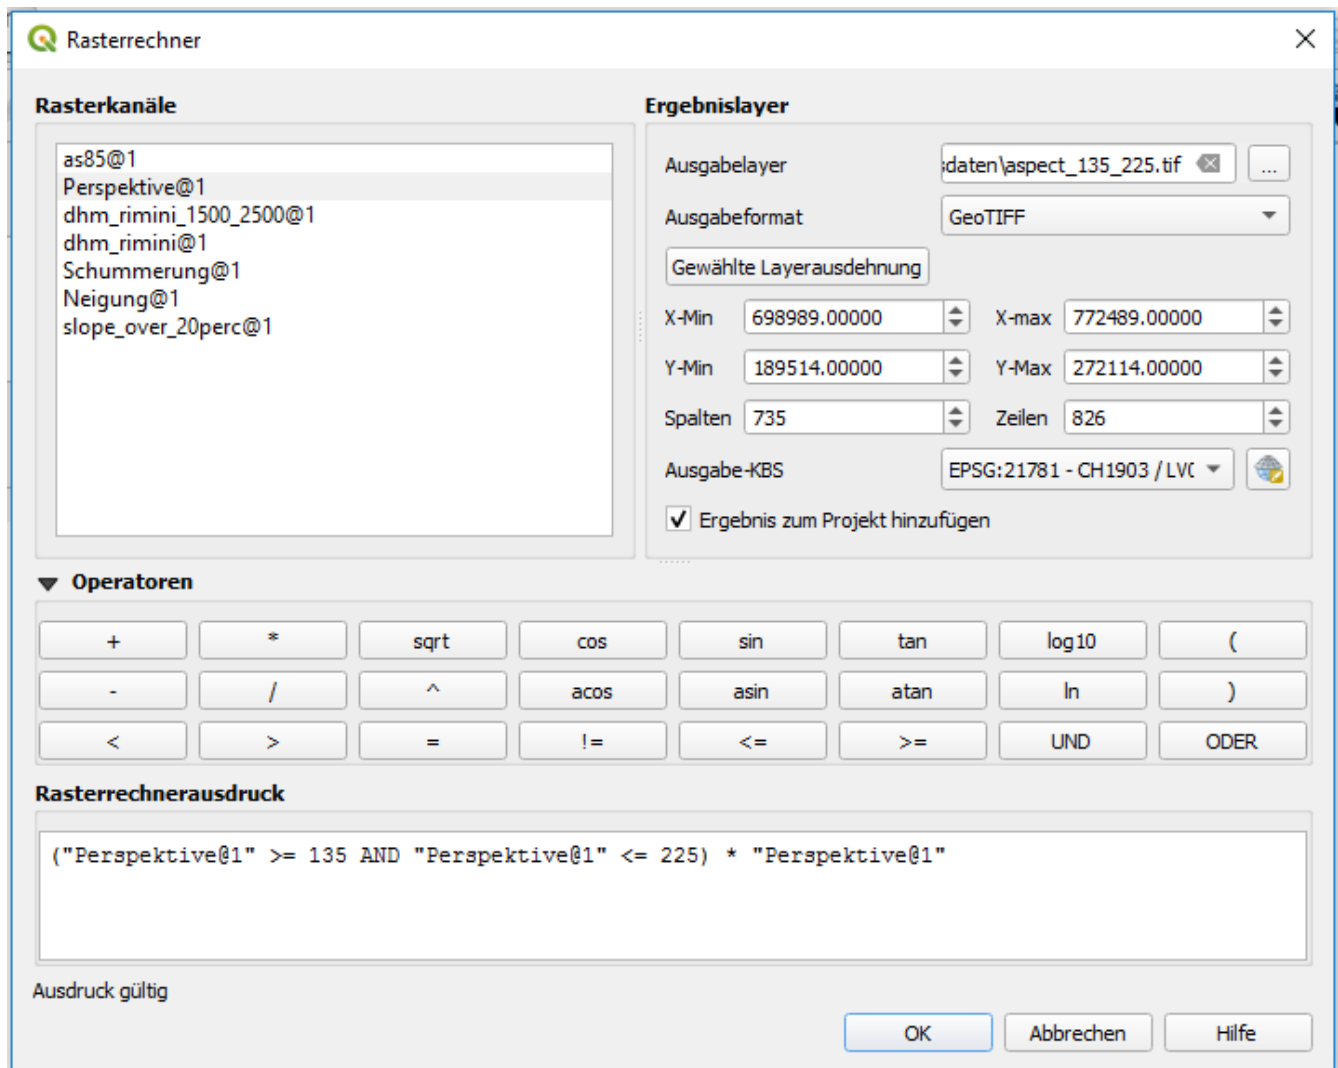 Rasterrechner
Rasterkanäle
as85@1
Perspektive@1
dhm_rimini_1500_2500@1
dhm_rimini@1
Schummerung@1
Neigung@1
slope_over_20perc@1
Ergebnislayer
Ausgabelayer
daten\aspect_135_225.tif ...
Ausgabeformat GeoTIFF
Gewählte Layerausdehnung
X-Min 698989.00000 X-max 772489.00000
Y-Min 189514.00000 Y-Max 272114.00000
Spalten 735 Zeilen 826
Ausgabe-KBS EPSG:21781 - CH1903 /
Ergebnis zum Projekt hinzufügen
Operatoren
+ * sqrt cos sin tan log10 (
- / ^ acos asin atan ln )
< > = != <= >= UND ODER
Rasterrechnerausdruck
("Perspektive@1" >= 135 AND "Perspektive@1" <= 225) * "Perspektive@1"
Ausdruck gültig
OK Abbrechen Hilfe